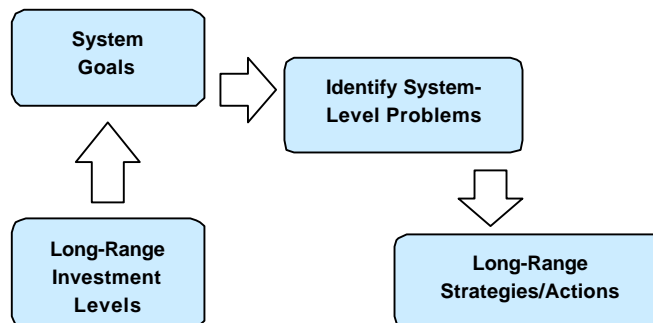 System
Goals
Identify System-
Level Problems
Long-Range
Investment
Levels
Long-Range
Strategies/Actions